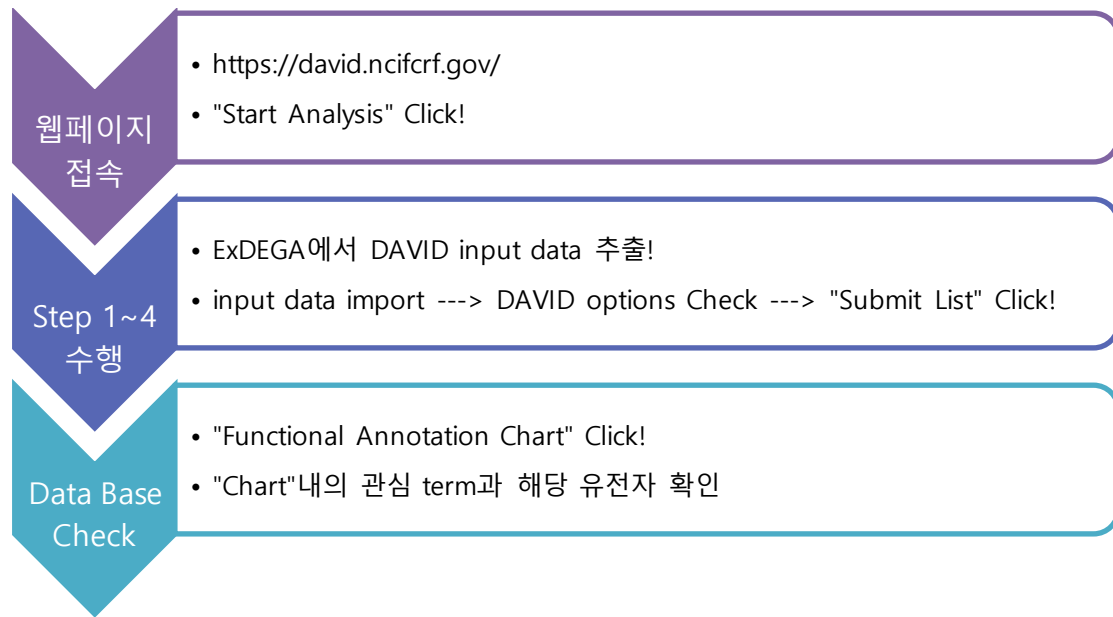 웹페이지
접속
• https://david.ncifcrf.gov/
• "Start Analysis" Click!
Step 1~4
수행
• ExDEGA에서 DAVID input data 추출!
• input data import ---> DAVID options Check ---> "Submit List" Click!
Data Base
Check
• "Functional Annotation Chart" Click!
• "Chart"내의 관심 term과 해당 유전자 확인